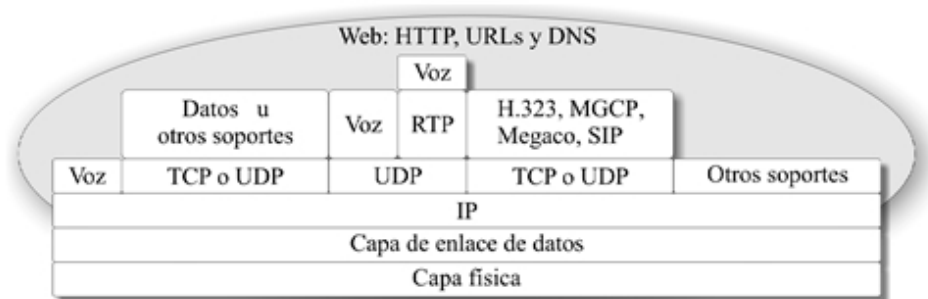 Web: HTTP, URLs y DNS
Voz
Datos u
otros soportes
Voz
RTP
H.323, MGCP,
Megaco, SIP
Voz
TCP o UDP
UDP
TCP o UDP
Otros soportes
IP
Capa de enlace de datos
Capa física